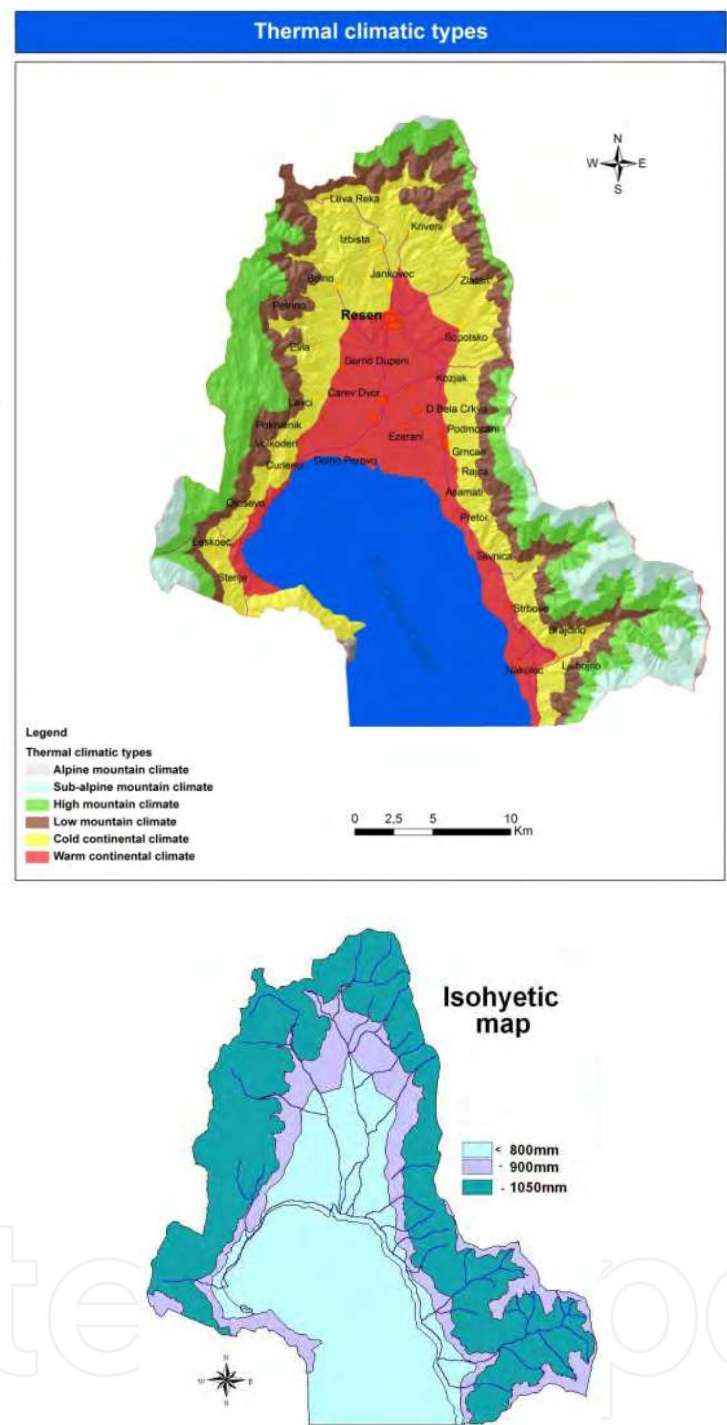 Thermal climatic types
N
W E
S
Leva Reka
Kriveni
Izbista
Jankovec
Bolno
Zlatari
Petrino
Resen
Sopotsko
Evla
Gorno Dupeni
Kozjak
Carev Dvor
Lavci
D.Bela Crkva
Pokrvenik
Podmocani
Ezerani
Volkoderi
Grncari
Dolno Perovo
Rajca
Asamati
Pretor
Leskoec
Slivnica
Stenje
Strbovo
Brajcino
Nakolec
Ljubojno
Legend
Thermal climatic types
Alpine mountain climate
Sub-alpine mountain climate
High mountain climate
Low mountain climate
Cold continental climate
Warm continental climate
0 2,5 5 10
Km
Isohyetic
map
< 800mm
- 900mm
- 1050mm
N
W E
S